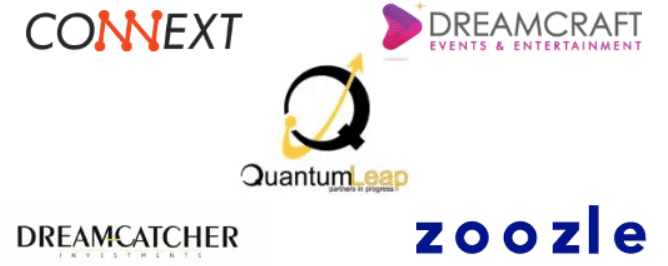 CONNEXT
DREAMCRAFT
EVENTS & ENTERTAINMENT
Q
QuantumLeap
partners in progress
DREAMCATCHER
INVESTMENTS
zoozle